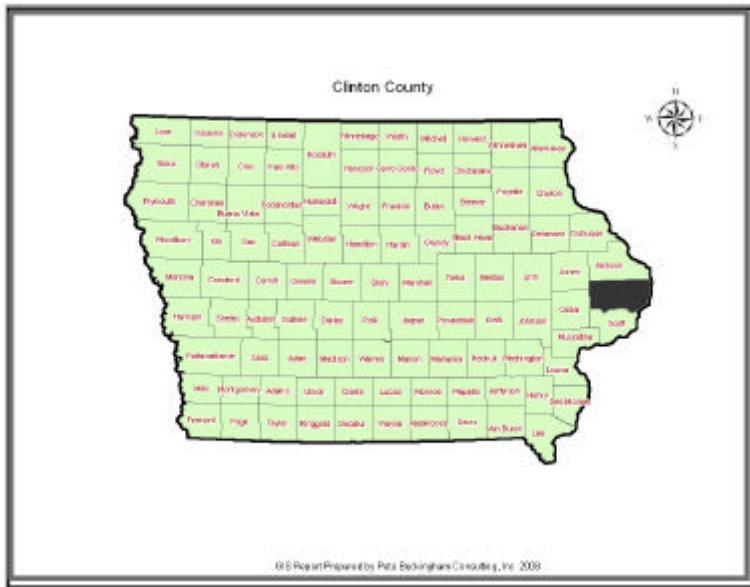 Clinton County
N
W E
S
Lyon Osceola Dickinson Emmet Winnebago Worth Mitchell Howard Winneshiek Allamakee
Kossuth
Sioux O'Brien Clay Palo Alto Hancock Cerro Gordo Floyd Chickasaw
Fayette Clayton
Plymouth Cherokee Buena Vista Pocahontas Humboldt Wright Franklin Butler Bremer
Woodbury Ida Sac Calhoun Webster Hamilton Hardin Grundy Black Hawk Buchanan Delaware Dubuque
Monona Crawford Carroll Greene Boone Story Marshall Tama Benton Linn Jones Jackson
Harrison Shelby Audubon Guthrie Dallas Polk Jasper Poweshiek Iowa Johnson Cedar Scott
Muscatine
Pottawattamie Cass Adair Madison Warren Marion Mahaska Keokuk Washington
Louisa
Mills Montgomery Adams Union Clarke Lucas Monroe Wapello Jefferson Henry
Des Moines
Fremont Page Taylor Ringgold Decatur Wayne Appanoose Davis Van Buren Lee
GIS Report Prepared by Pete Buckingham Consulting, Inc. 2008